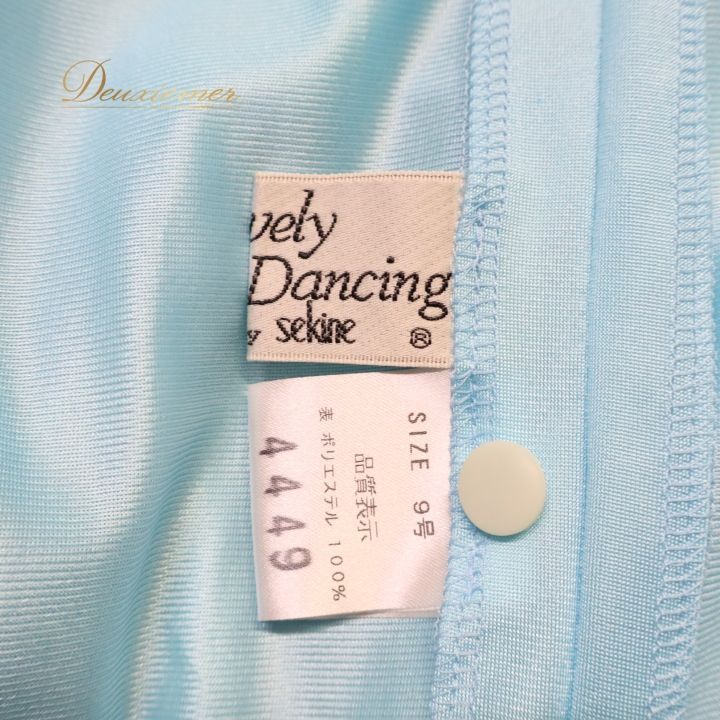 Deuxiemer
vely
Dancing
y sekine ®
SIZE 9号
品質表示
表 ポリエステル 100%
4449